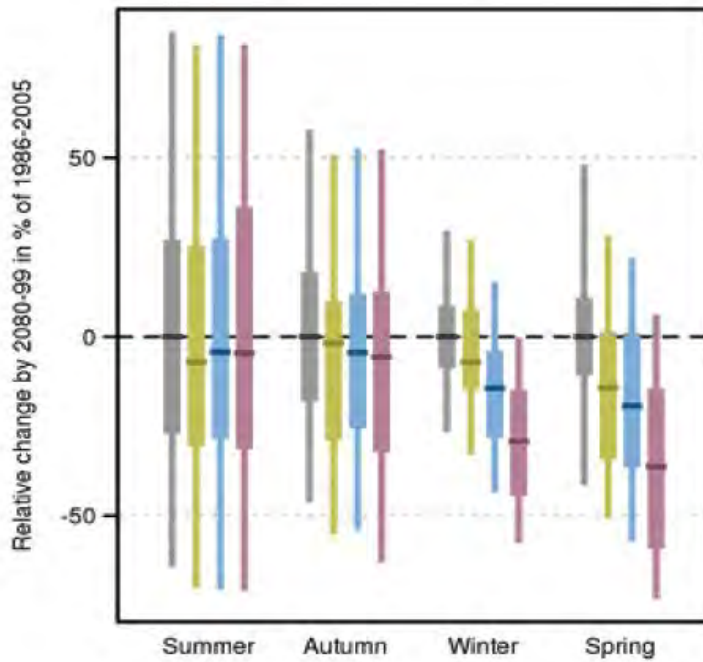 Relative change by 2080-99 in % of 1986-2005
50
0
-50
Summer
Autumn
Winter
Spring